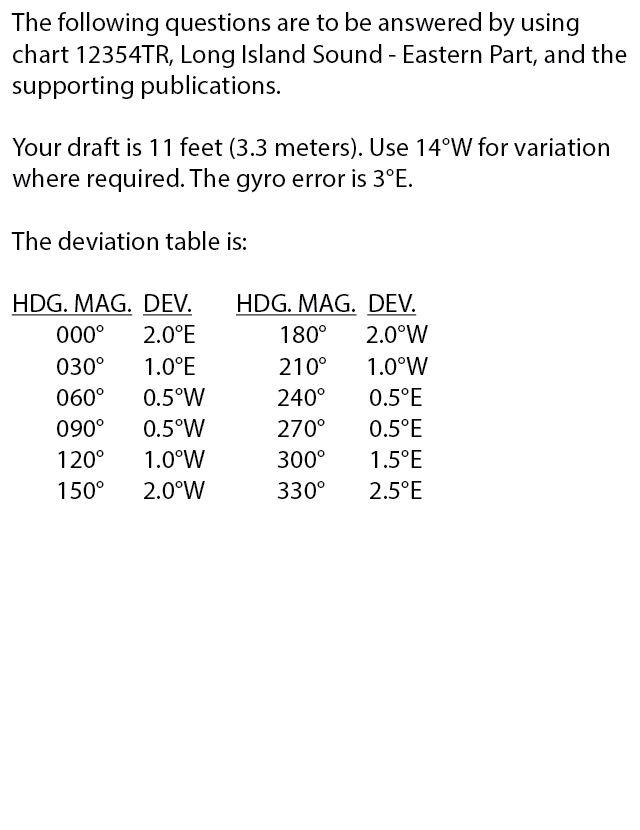 The following questions are to be answered by using
chart 12354TR, Long Island Sound - Eastern Part, and the
supporting publications.
Your draft is 11 feet (3.3 meters). Use 14°W for variation
where required. The gyro error is 3°E.
The deviation table is:
HDG. MAG. DEV. HDG. MAG. DEV.
000° 2.0°E 180° 2.0°W
030° 1.0°E 210° 1.0°W
060° 0.5°W 240° 0.5°E
090° 0.5°W 270° 0.5°E
120° 1.0°W 300° 1.5°E
150° 2.0°W 330° 2.5°E